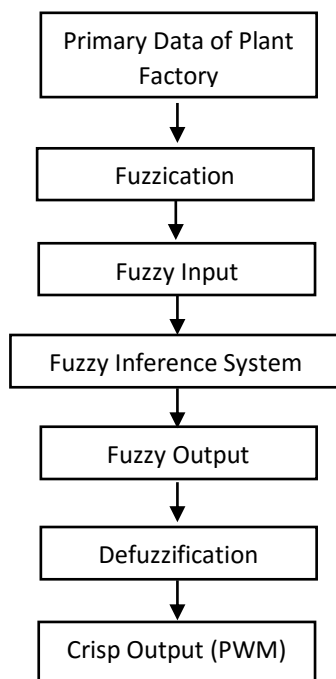 Primary Data of Plant
Factory
Fuzzication
Fuzzy Input
Fuzzy Inference System
Fuzzy Output
Defuzzification
Crisp Output (PWM)